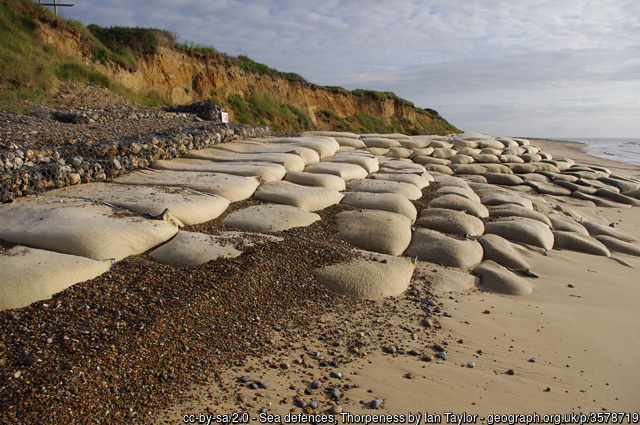 cc-by-sa/2.0 - Sea defences, Thorpeness by Ian Taylor - geograph.org.uk/p/3578719